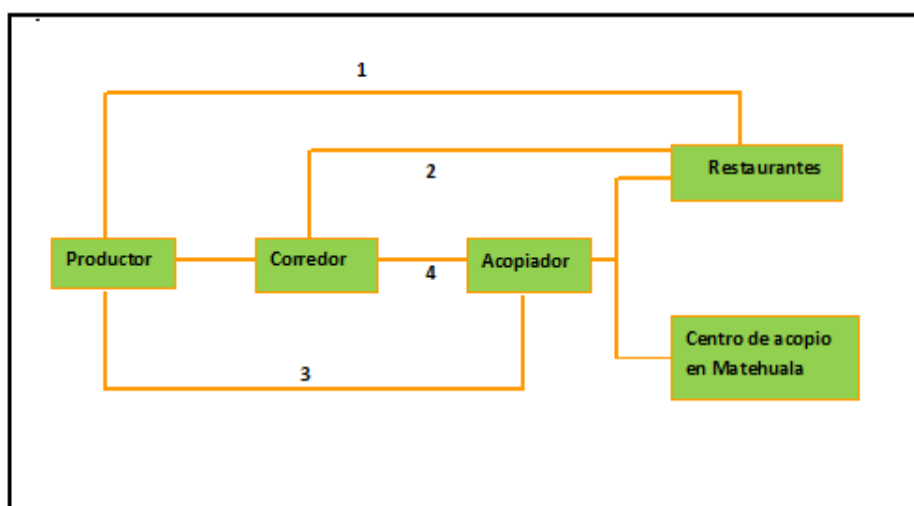 1
2
Restaurantes
Productor
Corredor
4
Acopiador
Centro de acopio
en Matehuala
3